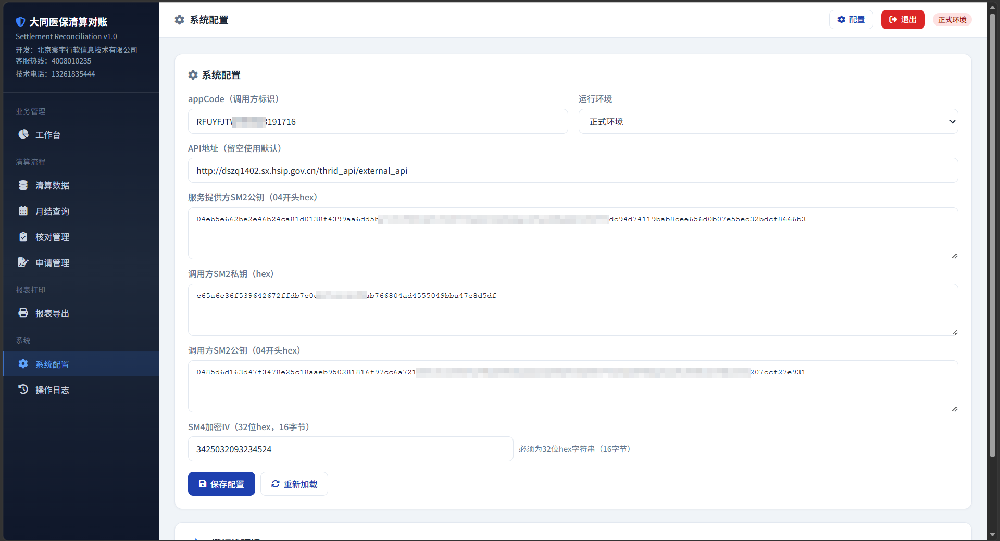 大同医保清算对账
Settlement Reconciliation v1.0
开发：北京寰宇行软信息技术有限公司
客服热线：4008010235
技术电话：13261835444
业务管理
工作台
清算流程
清算数据
月结查询
核对管理
申请管理
报表打印
报表导出
系统
系统配置
操作日志
系统配置
配置
退出
正式环境
系统配置
appCode（调用方标识）
RFUYFJT 3191716
运行环境
正式环境
API地址（留空使用默认）
http://dszq1402.sx.hsip.gov.cn/thrid_api/external_api
服务提供方SM2公钥（04开头hex）
04eb5e662be2e46b24ca81d0138f4399aa6dd5b dc94d74119bab8cee656d0b07e55ec32bdcf8666b3
调用方SM2私钥（hex）
c65a6c36f539642672ffdb7c0 ab766804ad4555049bba47e8d5df
调用方SM2公钥（04开头hex）
0485d6d163d47f3478e25c18aaeb950281816f97cc6a721 207ccf27e931
SM4加密IV（32位hex，16字节）
3425032093234524
必须为32位hex字符串（16字节）
保存配置
重新加载